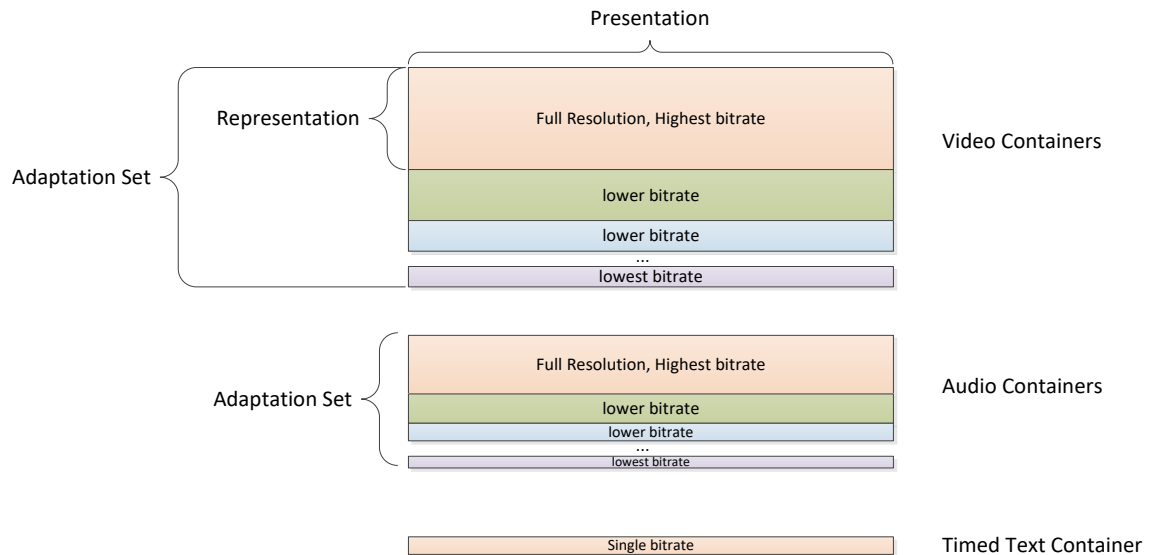 Presentation
Full Resolution, Highest bitrate
Representation
Video Containers
Adaptation Set
lower bitrate
lower bitrate
...
lowest bitrate
Full Resolution, Highest bitrate
Adaptation Set
Audio Containers
lower bitrate
lower bitrate
...
lowest bitrate
Single bitrate
Timed Text Container